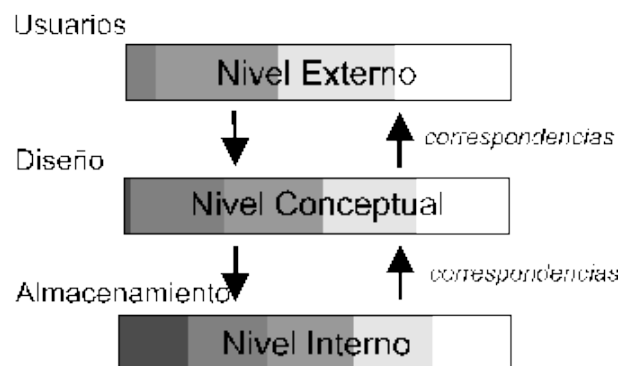 Usuarios
Nivel Externo
correspondencias
Diseño
Nivel Conceptual
correspondencias
Almacenamiento
Nivel Interno